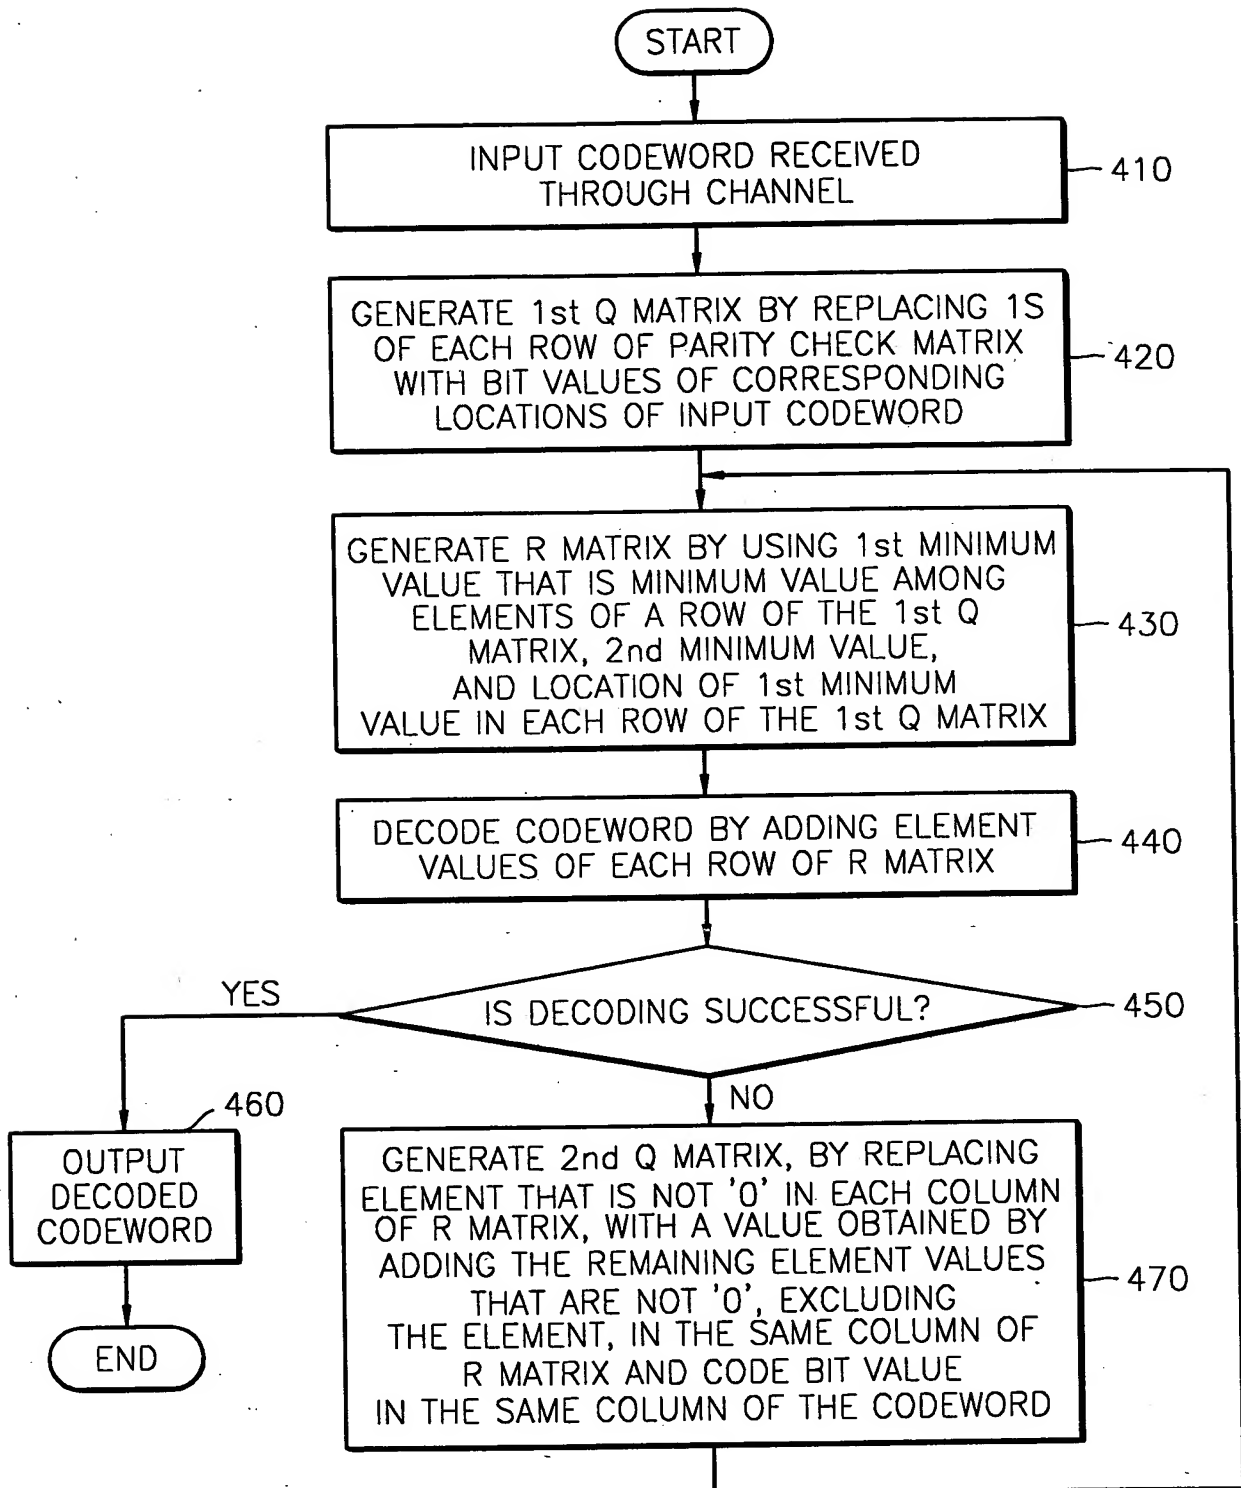 START
INPUT CODEWORD RECEIVED
THROUGH CHANNEL
410
GENERATE 1st Q MATRIX BY REPLACING 1S
OF EACH ROW OF PARITY CHECK MATRIX
WITH BIT VALUES OF CORRESPONDING
LOCATIONS OF INPUT CODEWORD
420
GENERATE R MATRIX BY USING 1st MINIMUM
VALUE THAT IS MINIMUM VALUE AMONG
ELEMENTS OF A ROW OF THE 1st Q
MATRIX, 2nd MINIMUM VALUE,
AND LOCATION OF 1st MINIMUM
VALUE IN EACH ROW OF THE 1st Q MATRIX
430
DECODE CODEWORD BY ADDING ELEMENT
VALUES OF EACH ROW OF R MATRIX
440
YES
IS DECODING SUCCESSFUL?
450
NO
460
OUTPUT
DECODED
CODEWORD
END
GENERATE 2nd Q MATRIX, BY REPLACING
ELEMENT THAT IS NOT '0' IN EACH COLUMN
OF R MATRIX, WITH A VALUE OBTAINED BY
ADDING THE REMAINING ELEMENT VALUES
THAT ARE NOT '0', EXCLUDING
THE ELEMENT, IN THE SAME COLUMN OF
R MATRIX AND CODE BIT VALUE
IN THE SAME COLUMN OF THE CODEWORD
470